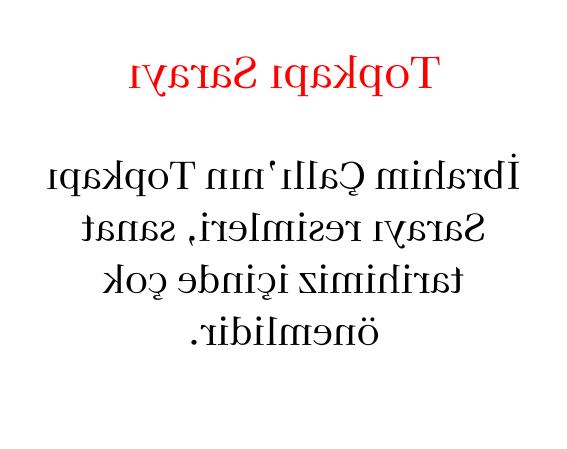 Topkapı Sarayı
İbrahim Çallı’nın Topkapı
Sarayı resimleri, sanat
tarihimiz içinde çok
önemlidir.